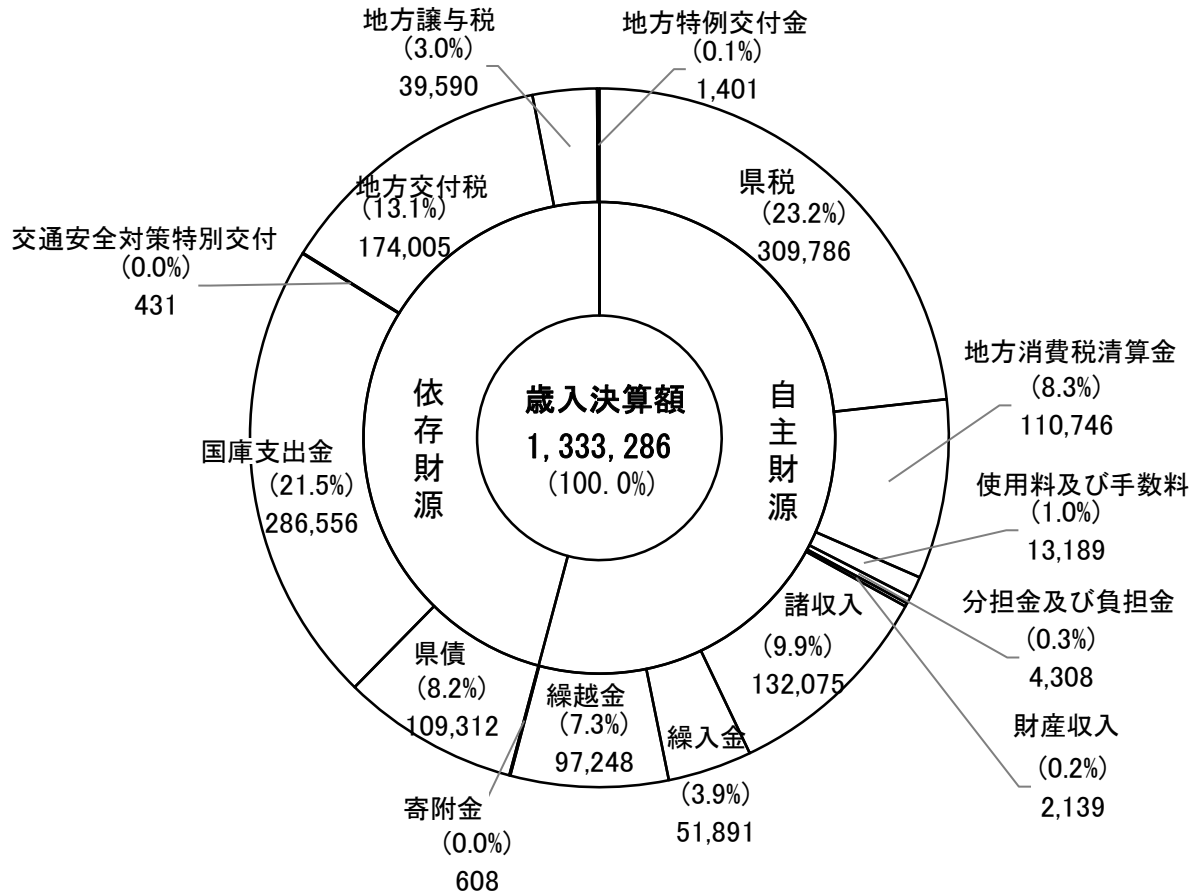 地方譲与税
(3.0%)
39,590
地方特例交付金
(0.1%)
1,401
県税
(23.2%)
309,786
地方消費税清算金
(8.3%)
110,746
使用料及び手数料
(1.0%)
13,189
分担金及び負担金
(0.3%)
4,308
財産収入
(0.2%)
2,139
諸収入
(9.9%)
132,075
繰入金
(3.9%)
51,891
繰越金
(7.3%)
97,248
寄附金
(0.0%)
608
県債
(8.2%)
109,312
国庫支出金
(21.5%)
286,556
交通安全対策特別交付
(0.0%)
431
地方交付税
(13.1%)
174,005
依存財源
歳入決算額
1,333,286
(100.0%)
自主財源